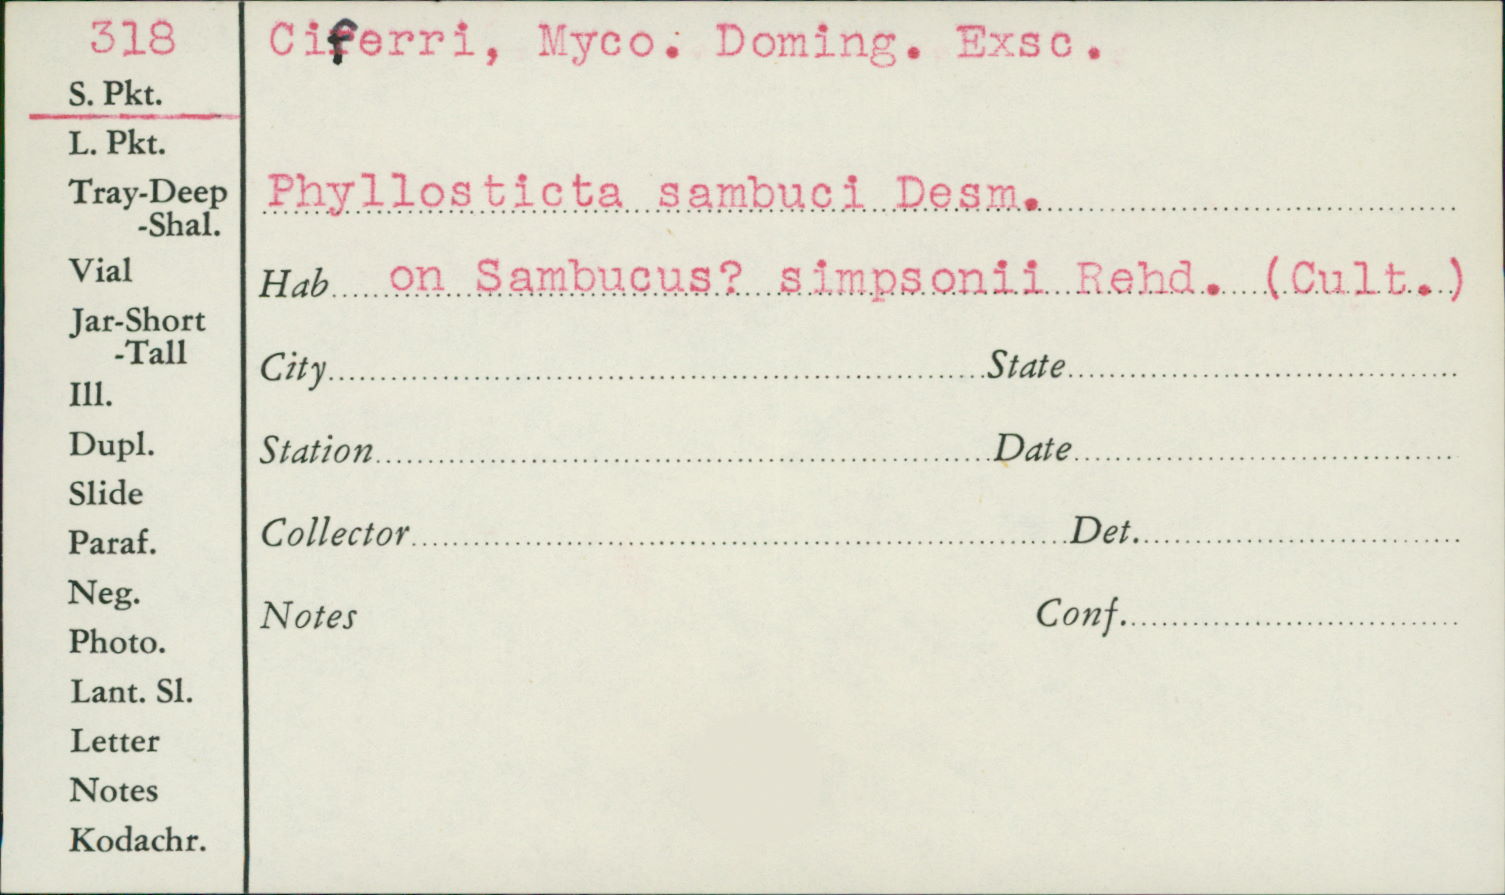 318
S. Pkt.
L. Pkt.
Tray-Deep
-Shal.
Vial
Jar-Short
-Tall
Ill.
Dupl.
Slide
Paraf.
Neg.
Photo.
Lant. Sl.
Letter
Notes
Kodachr.
Ciferri, Myco. Doming. Exsc.
Phyllosticta sambuci Desm.
Hab on Sambucus? simpsonii Rehd. (Cult.)
City State
Station Date
Collector Det.
Notes Conf.